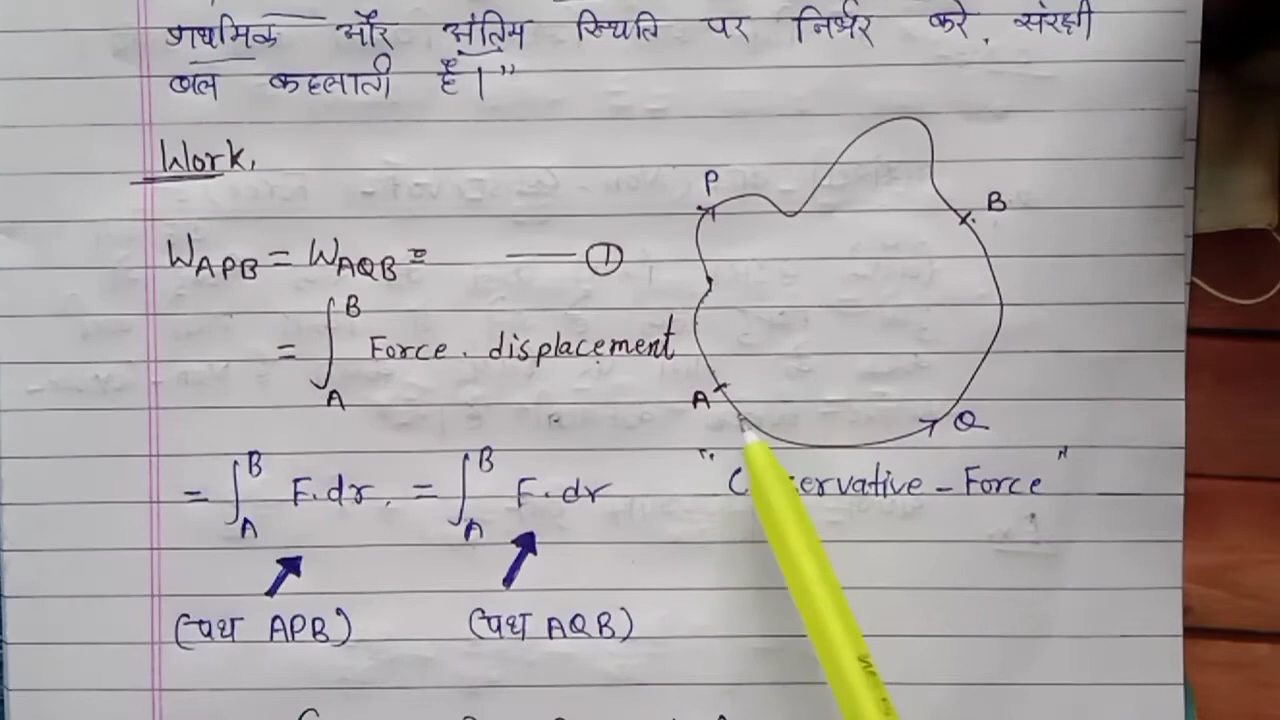 प्राथमिक और अंतिम स्थिति पर निर्भर करे, संरक्षी
बल कहलाती है।”
Work,
P
B
W_APB = W_AQB = —— ①
= ∫_A^B Force . displacement
A
Q
= ∫_A^B F.dr. = ∫_A^B F.dr
" servative - Force "
(पथ APB) (पथ AQB)